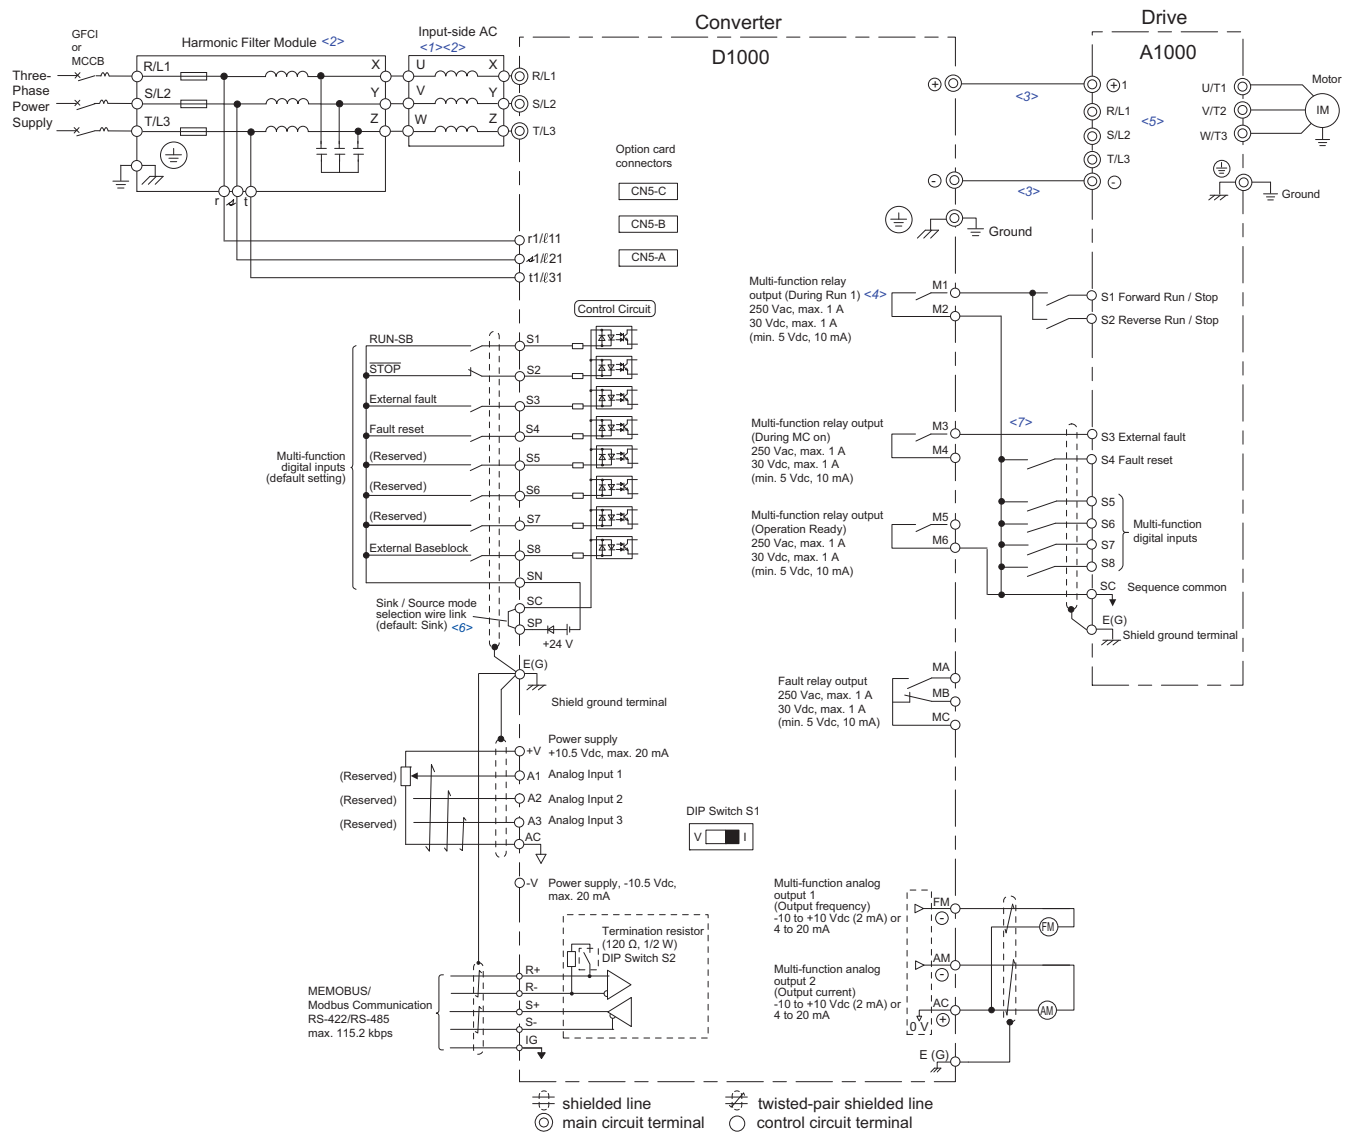 Converter
D1000
Drive
A1000
GFCI
or
MCCB
Three-
Phase
Power
Supply
Harmonic Filter Module <2>
R/L1
S/L2
T/L3
X
Y
Z
r
t
Input-side AC
<1><2>
U
V
W
X
Y
Z
R/L1
S/L2
T/L3
r1/ℓ11
1/ℓ21
t1/ℓ31
Option card
connectors
CN5-C
CN5-B
CN5-A
Control Circuit
+
-
Ground
<3>
<3>
+1
R/L1
S/L2
T/L3
-
<5>
U/T1
V/T2
W/T3
Motor
IM
Ground
Multi-function
digital inputs
(default setting)
RUN-SB
STOP
External fault
Fault reset
(Reserved)
(Reserved)
(Reserved)
External Baseblock
S1
S2
S3
S4
S5
S6
S7
S8
SN
SC
SP
+24 V
Sink / Source mode
selection wire link
(default: Sink) <6>
E(G)
Shield ground terminal
Multi-function relay
output (During Run 1) <4>
250 Vac, max. 1 A
30 Vdc, max. 1 A
(min. 5 Vdc, 10 mA)
M1
M2
Multi-function relay output
(During MC on)
250 Vac, max. 1 A
30 Vdc, max. 1 A
(min. 5 Vdc, 10 mA)
M3
M4
Multi-function relay output
(Operation Ready)
250 Vac, max. 1 A
30 Vdc, max. 1 A
(min. 5 Vdc, 10 mA)
M5
M6
S1 Forward Run / Stop
S2 Reverse Run / Stop
<7>
S3 External fault
S4 Fault reset
S5
S6
S7
S8
Multi-function
digital inputs
SC
Sequence common
E(G)
Shield ground terminal
Fault relay output
250 Vac, max. 1 A
30 Vdc, max. 1 A
(min. 5 Vdc, 10 mA)
MA
MB
MC
(Reserved)
(Reserved)
(Reserved)
+V
Power supply
+10.5 Vdc, max. 20 mA
A1 Analog Input 1
A2 Analog Input 2
A3 Analog Input 3
AC
-V
Power supply, -10.5 Vdc,
max. 20 mA
DIP Switch S1
V
I
MEMOBUS/
Modbus Communication
RS-422/RS-485
max. 115.2 kbps
R+
R-
S+
S-
IG
Termination resistor
(120 Ω, 1/2 W)
DIP Switch S2
Multi-function analog
output 1
(Output frequency)
-10 to +10 Vdc (2 mA) or
4 to 20 mA
Multi-function analog
output 2
(Output current)
-10 to +10 Vdc (2 mA) or
4 to 20 mA
FM
-
AM
-
AC
+
0 V
FM
AM
E (G)
shielded line
twisted-pair shielded line
main circuit terminal
control circuit terminal